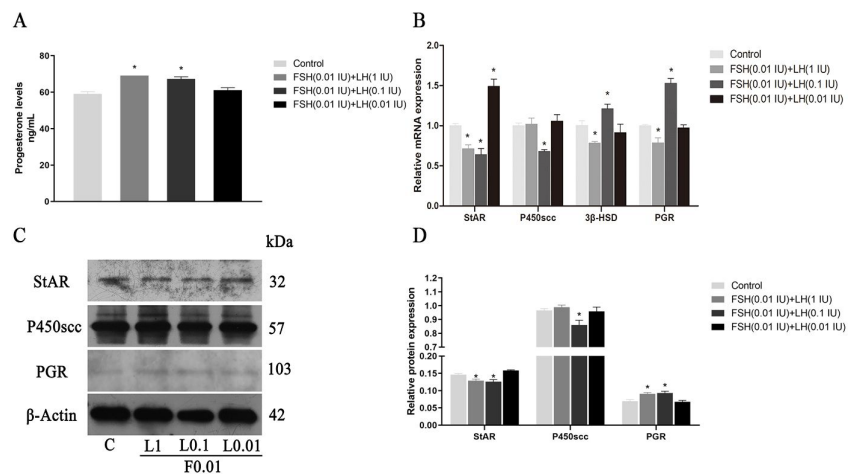 A
Progesterone levels
ng/mL
80
60
40
20
0
*
*
Control
FSH(0.01 IU)+LH(1 IU)
FSH(0.01 IU)+LH(0.1 IU)
FSH(0.01 IU)+LH(0.01 IU)
B
Relative mRNA expression
2.0
1.5
1.0
0.5
0.0
*
*
*
*
*
*
*
*
StAR
P450scc
3β-HSD
PGR
Control
FSH(0.01 IU)+LH(1 IU)
FSH(0.01 IU)+LH(0.1 IU)
FSH(0.01 IU)+LH(0.01 IU)
C
kDa
StAR
32
P450scc
57
PGR
103
β-Actin
42
C
L1
L0.1
L0.01
F0.01
D
Relative protein expression
1.1
1.0
0.9
0.8
0.7
0.20
0.15
0.10
0.05
0.00
*
*
*
*
*
StAR
P450scc
PGR
Control
FSH(0.01 IU)+LH(1 IU)
FSH(0.01 IU)+LH(0.1 IU)
FSH(0.01 IU)+LH(0.01 IU)